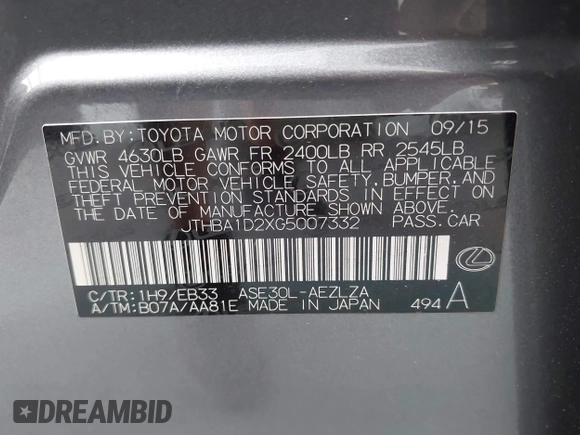 MFD.BY:TOYOTA MOTOR CORPORATION 09/15
GVWR 4630LB GAWR FR 2400LB RR 2545LB
THIS VEHICLE CONFORMS TO ALL APPLICABLE
FEDERAL MOTOR VEHICLE SAFETY, BUMPER, AND
THEFT PREVENTION STANDARDS IN EFFECT ON
THE DATE OF MANUFACTURE SHOWN ABOVE.
JTHBA1D2XG5007332 PASS.CAR
C/TR:1H9/EB33 ASE30L-AEZLZA
A/TM:B07A/AA81E MADE IN JAPAN 494 A
DREAMBID